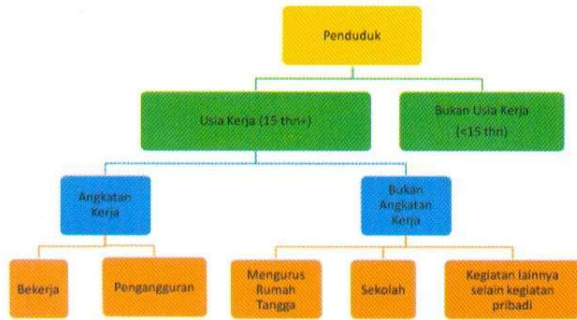 Penduduk
Usia Kerja (15 thn+)
Bukan Usia Kerja
(<15 thn)
Angkatan
Kerja
Bukan
Angkatan
Kerja
Bekerja
Pengangguran
Mengurus
Rumah
Tangga
Sekolah
Kegiatan lainnya
selain kegiatan
pribadi